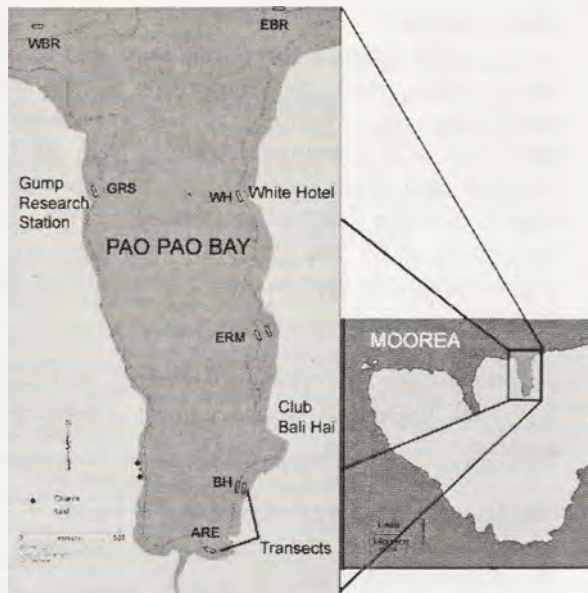 WBR
EBR
Gump
Research
Station
GRS
WH
White Hotel
PAO PAO BAY
ERM
MOOREA
Club
Bali Hai
BH
ARE
Transects
0